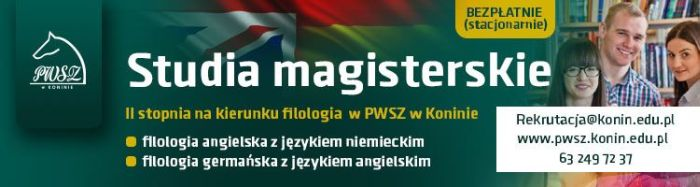 BEZPŁATNIE
(stacjonarnie)
PWSZ
W KONINIE
Studia magisterskie
II stopnia na kierunku filologia w PWSZ w Koninie
filologia angielska z językiem niemieckim
filologia germańska z językiem angielskim
Rekrutacja@konin.edu.pl
www.pwsz.konin.edu.pl
63 249 72 37